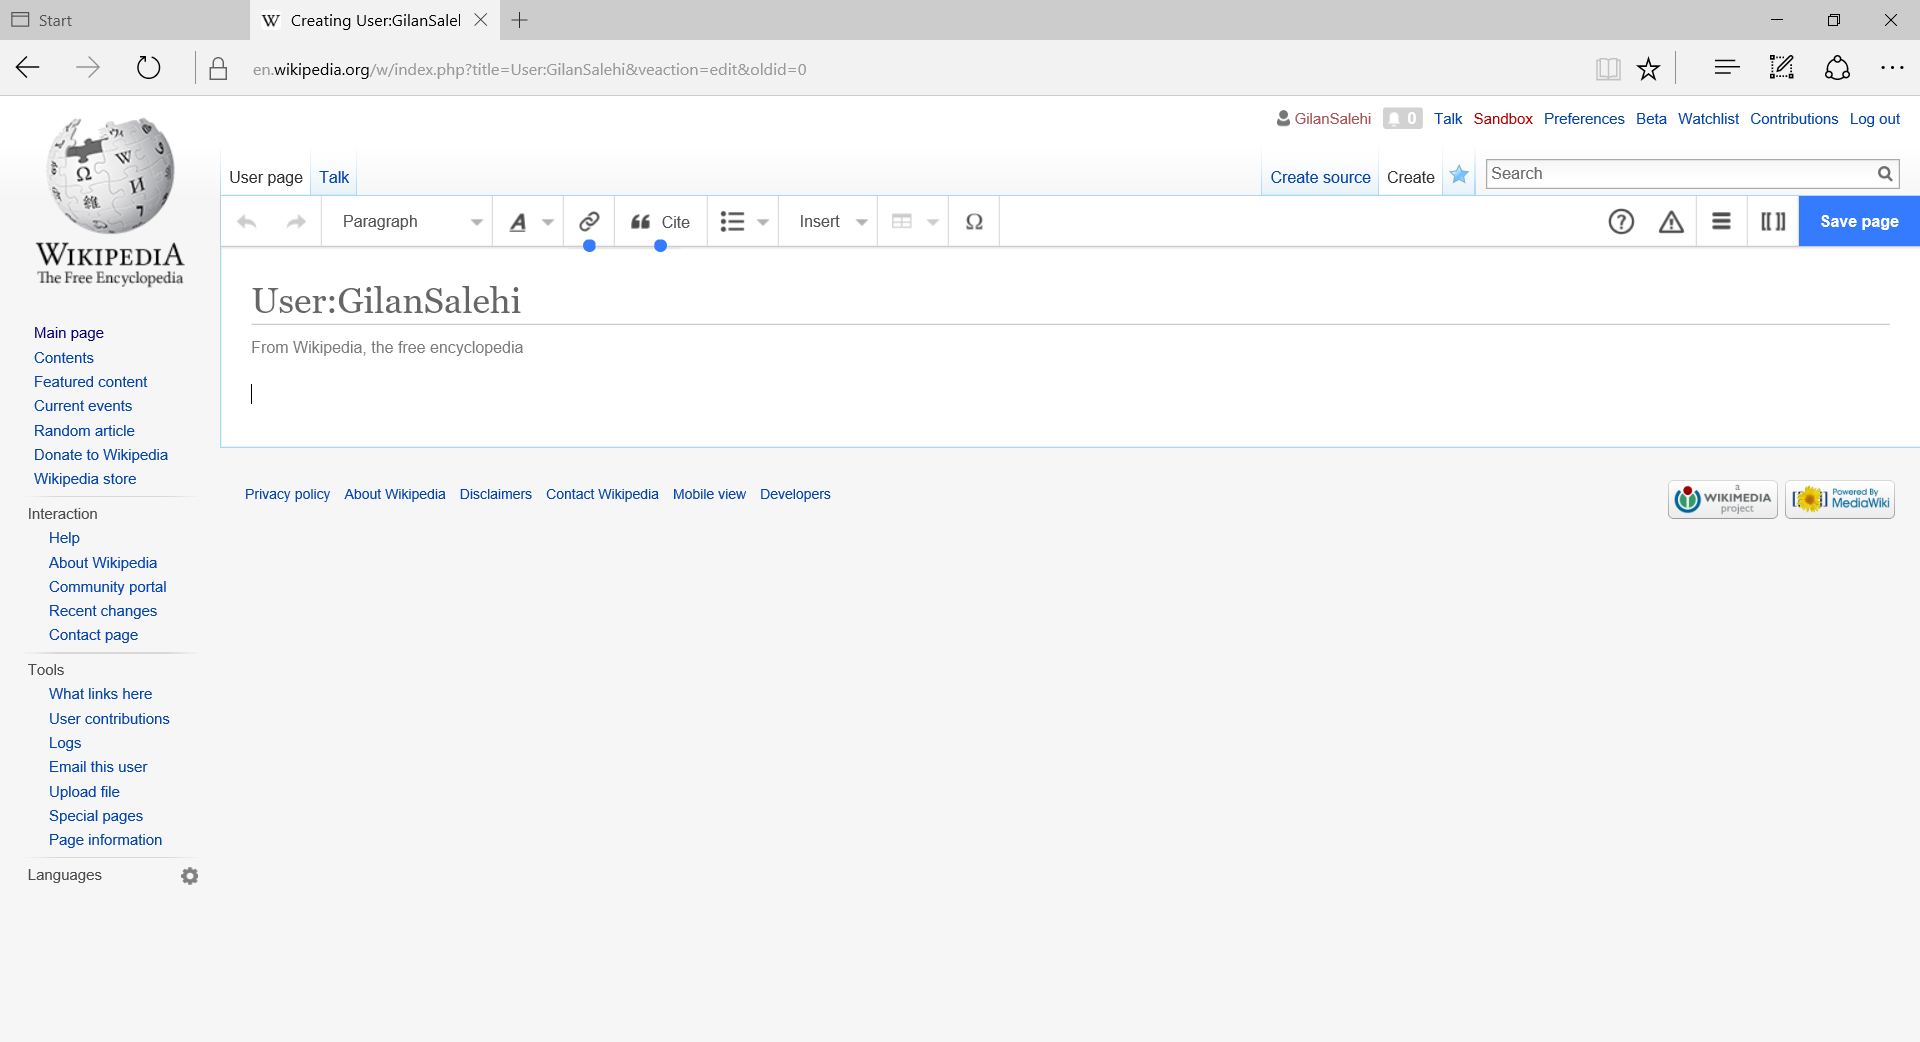 Start
Creating User:GilanSaleh
en.wikipedia.org/w/index.php?title=User:GilanSalehi&veaction=edit&oldid=0
GilanSalehi 0 Talk Sandbox Preferences Beta Watchlist Contributions Log out
User page Talk Create source Create Search
Paragraph A Cite Insert Ω ? [[ ]] Save page
WIKIPEDIA
The Free Encyclopedia
User:GilanSalehi
From Wikipedia, the free encyclopedia
Main page
Contents
Featured content
Current events
Random article
Donate to Wikipedia
Wikipedia store
Interaction
Help
About Wikipedia
Community portal
Recent changes
Contact page
Tools
What links here
User contributions
Logs
Email this user
Upload file
Special pages
Page information
Languages
Privacy policy About Wikipedia Disclaimers Contact Wikipedia Mobile view Developers
a
WIKIMEDIA
project
Powered By
MediaWiki